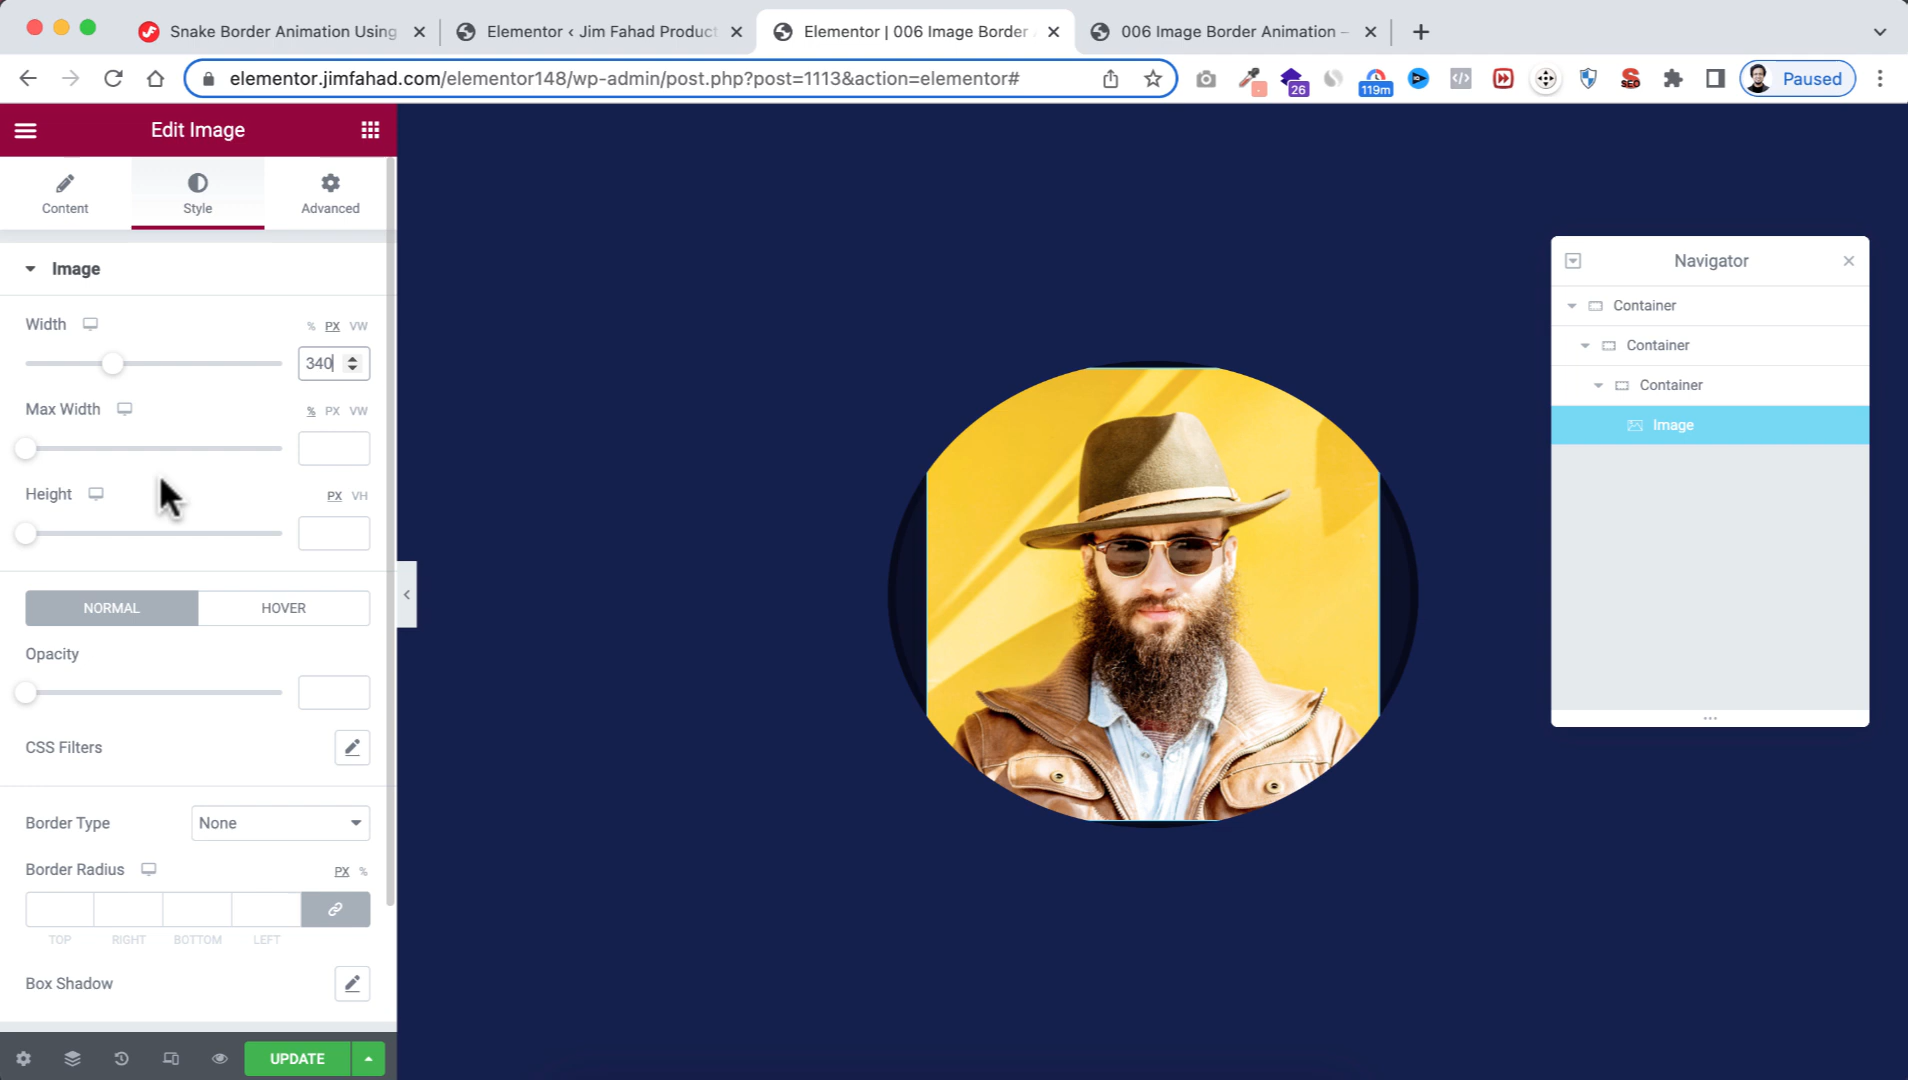 Snake Border Animation Using
Elementor ‹ Jim Fahad Product
Elementor | 006 Image Border A
006 Image Border Animation –
elementor.jimfahad.com/elementor148/wp-admin/post.php?post=1113&action=elementor#
26
119m
SEO
Paused
Edit Image
Content
Style
Advanced
Image
Width
% PX VW
340
Max Width
% PX VW
Height
PX VH
NORMAL
HOVER
Opacity
CSS Filters
Border Type
None
Border Radius
PX %
TOP RIGHT BOTTOM LEFT
Box Shadow
UPDATE
Navigator
Container
Container
Container
Image